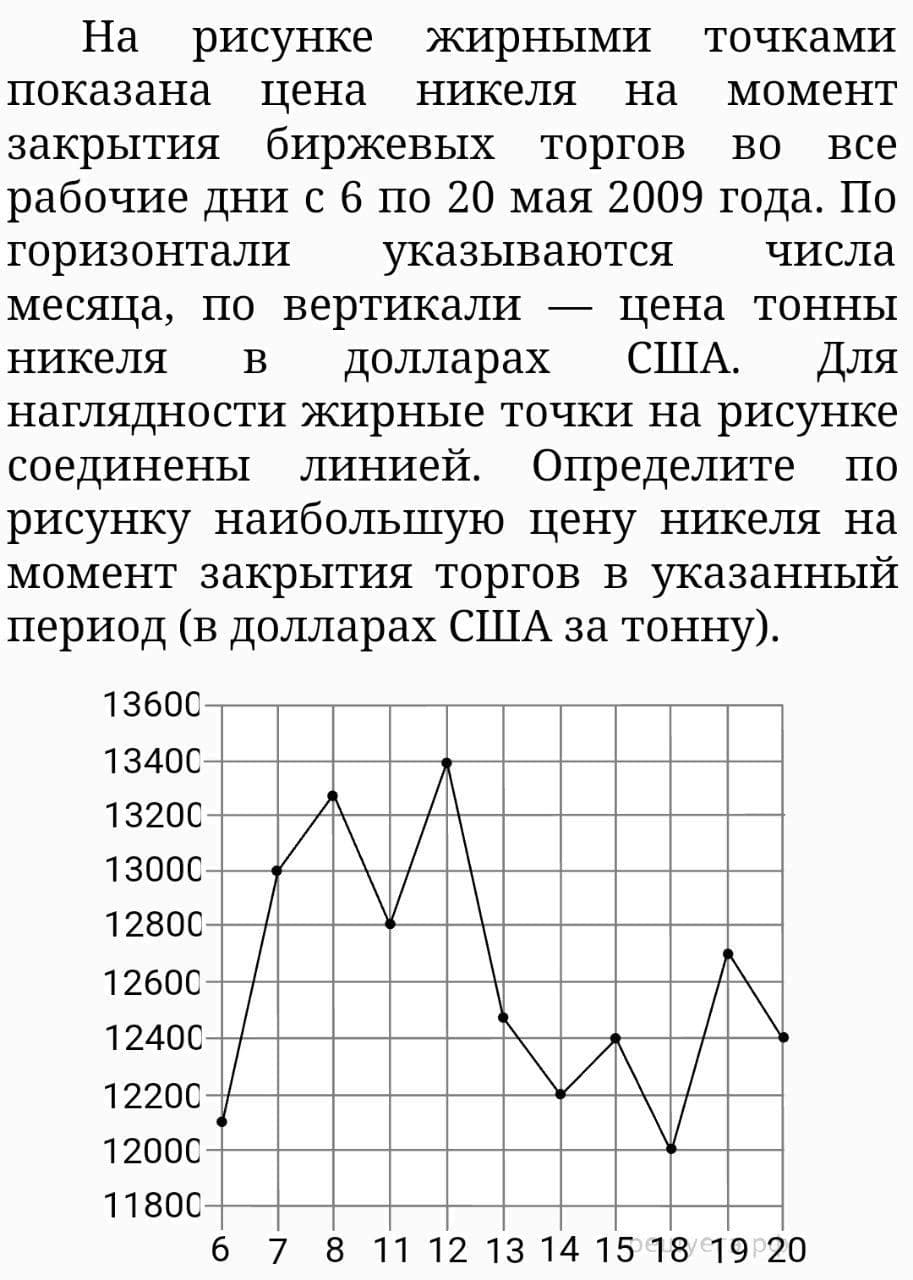 На рисунке жирными точками
показана цена никеля на момент
закрытия биржевых торгов во все
рабочие дни с 6 по 20 мая 2009 года. По
горизонтали указываются числа
месяца, по вертикали — цена тонны
никеля в долларах США. Для
наглядности жирные точки на рисунке
соединены линией. Определите по
рисунку наибольшую цену никеля на
момент закрытия торгов в указанный
период (в долларах США за тонну).
13600
13400
13200
13000
12800
12600
12400
12200
12000
11800
6 7 8 11 12 13 14 15 18 19 20